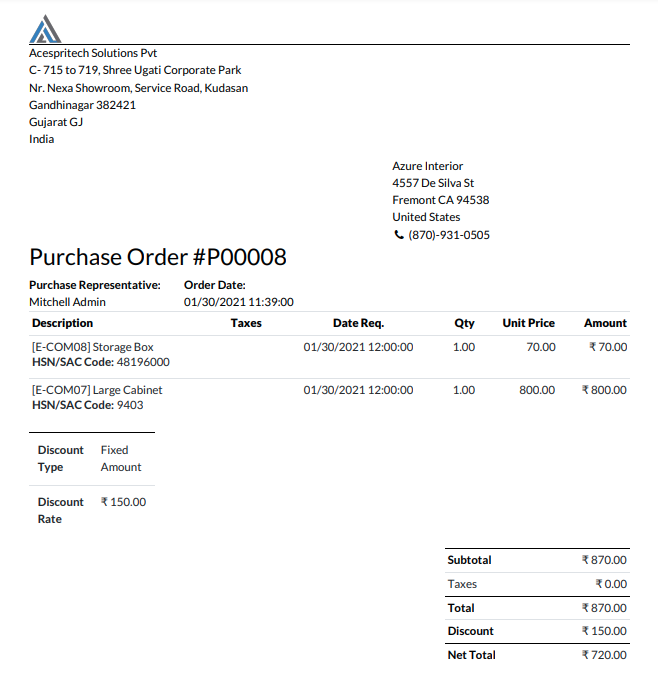 Acespritech Solutions Pvt
C- 715 to 719, Shree Ugati Corporate Park
Nr. Nexa Showroom, Service Road, Kudasan
Gandhinagar 382421
Gujarat GJ
India
Azure Interior
4557 De Silva St
Fremont CA 94538
United States
(870)-931-0505
Purchase Order #P00008
Purchase Representative: Order Date:
Mitchell Admin 01/30/2021 11:39:00
Description Taxes Date Req. Qty Unit Price Amount
[E-COM08] Storage Box 01/30/2021 12:00:00 1.00 70.00 ₹ 70.00
HSN/SAC Code: 48196000
[E-COM07] Large Cabinet 01/30/2021 12:00:00 1.00 800.00 ₹ 800.00
HSN/SAC Code: 9403
Discount Fixed
Type Amount
Discount ₹ 150.00
Rate
Subtotal ₹ 870.00
Taxes ₹ 0.00
Total ₹ 870.00
Discount ₹ 150.00
Net Total ₹ 720.00